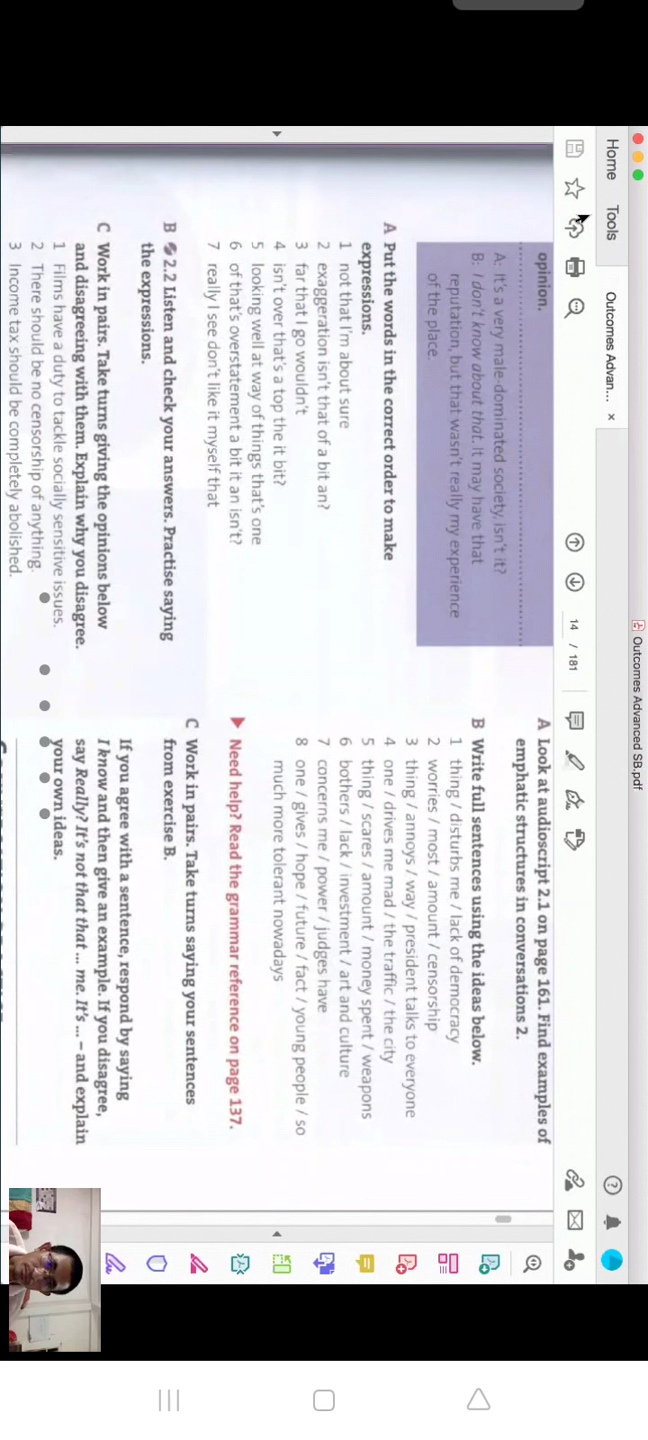 Outcomes Advanced SB.pdf
Home
Tools
Outcomes Advan... ×
14 / 181
opinion.
A: It's a very male-dominated society, isn't it?
B: I don't know about that. It may have that
reputation, but that wasn't really my experience
of the place.
A Put the words in the correct order to make
expressions.
1 not that I'm about sure
2 exaggeration isn't that of a bit an?
3 far that I go wouldn't
4 isn't over that's a top the it bit?
5 looking well at way of things that's one
6 of that's overstatement a bit it an isn't?
7 really I see don't like it myself that
B 2.2 Listen and check your answers. Practise saying
the expressions.
C Work in pairs. Take turns giving the opinions below
and disagreeing with them. Explain why you disagree.
1 Films have a duty to tackle socially sensitive issues.
2 There should be no censorship of anything.
3 Income tax should be completely abolished.
A Look at audioscript 2.1 on page 161. Find examples of
emphatic structures in conversations 2.
B Write full sentences using the ideas below.
1 thing / disturbs me / lack of democracy
2 worries / most / amount / censorship
3 thing / annoys / way / president talks to everyone
4 one / drives me mad / the traffic / the city
5 thing / scares / amount / money spent / weapons
6 bothers / lack / investment / art and culture
7 concerns me / power / judges have
8 one / gives / hope / future / fact / young people / so
much more tolerant nowadays
Need help? Read the grammar reference on page 137.
C Work in pairs. Take turns saying your sentences
from exercise B.
If you agree with a sentence, respond by saying
I know and then give an example. If you disagree,
say Really? It's not that that ... me. It's ... – and explain
your own ideas.